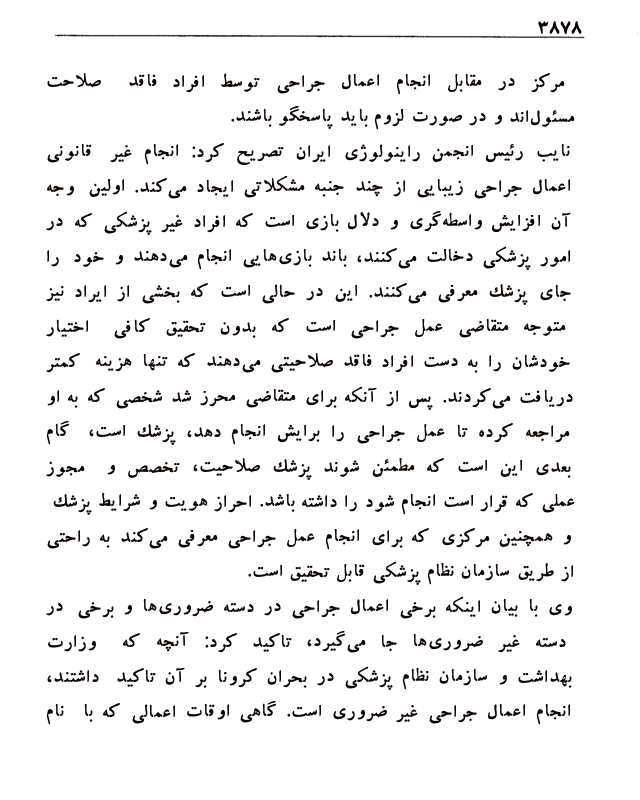 ۳۸۷۸
مرکز در مقابل انجام اعمال جراحی توسط افراد فاقد صلاحت
مسئول‌اند و در صورت لزوم باید پاسخگو باشند.
نایب رئیس انجمن راینولوژی ایران تصریح کرد: انجام غیر قانونی
اعمال جراحی زیبایی از چند جنبه مشکلاتی ایجاد می‌کند. اولین وجه
آن افزایش واسطه‌گری و دلال بازی است که افراد غیر پزشکی که در
امور پزشکی دخالت می‌کنند، باند بازی‌هایی انجام می‌دهند و خود را
جای پزشك معرفی می‌کنند. این در حالی است که بخشی از ایراد نیز
متوجه متقاضی عمل جراحی است که بدون تحقیق کافی اختیار
خودشان را به دست افراد فاقد صلاحیتی می‌دهند که تنها هزینه کمتر
دریافت می‌کردند. پس از آنکه برای متقاضی محرز شد شخصی که به او
مراجعه کرده تا عمل جراحی را برایش انجام دهد، پزشك است، گام
بعدی این است که مطمئن شوند پزشك صلاحیت، تخصص و مجوز
عملی که قرار است انجام شود را داشته باشد. احراز هویت و شرایط پزشك
و همچنین مرکزی که برای انجام عمل جراحی معرفی می‌کند به راحتی
از طریق سازمان نظام پزشکی قابل تحقیق است.
وی با بیان اینکه برخی اعمال جراحی در دسته ضروری‌ها و برخی در
دسته غیر ضروری‌ها جا می‌گیرد، تاکید کرد: آنچه که وزارت
بهداشت و سازمان نظام پزشکی در بحران کرونا بر آن تاکید داشتند،
انجام اعمال جراحی غیر ضروری است. گاهی اوقات اعمالی که با نام